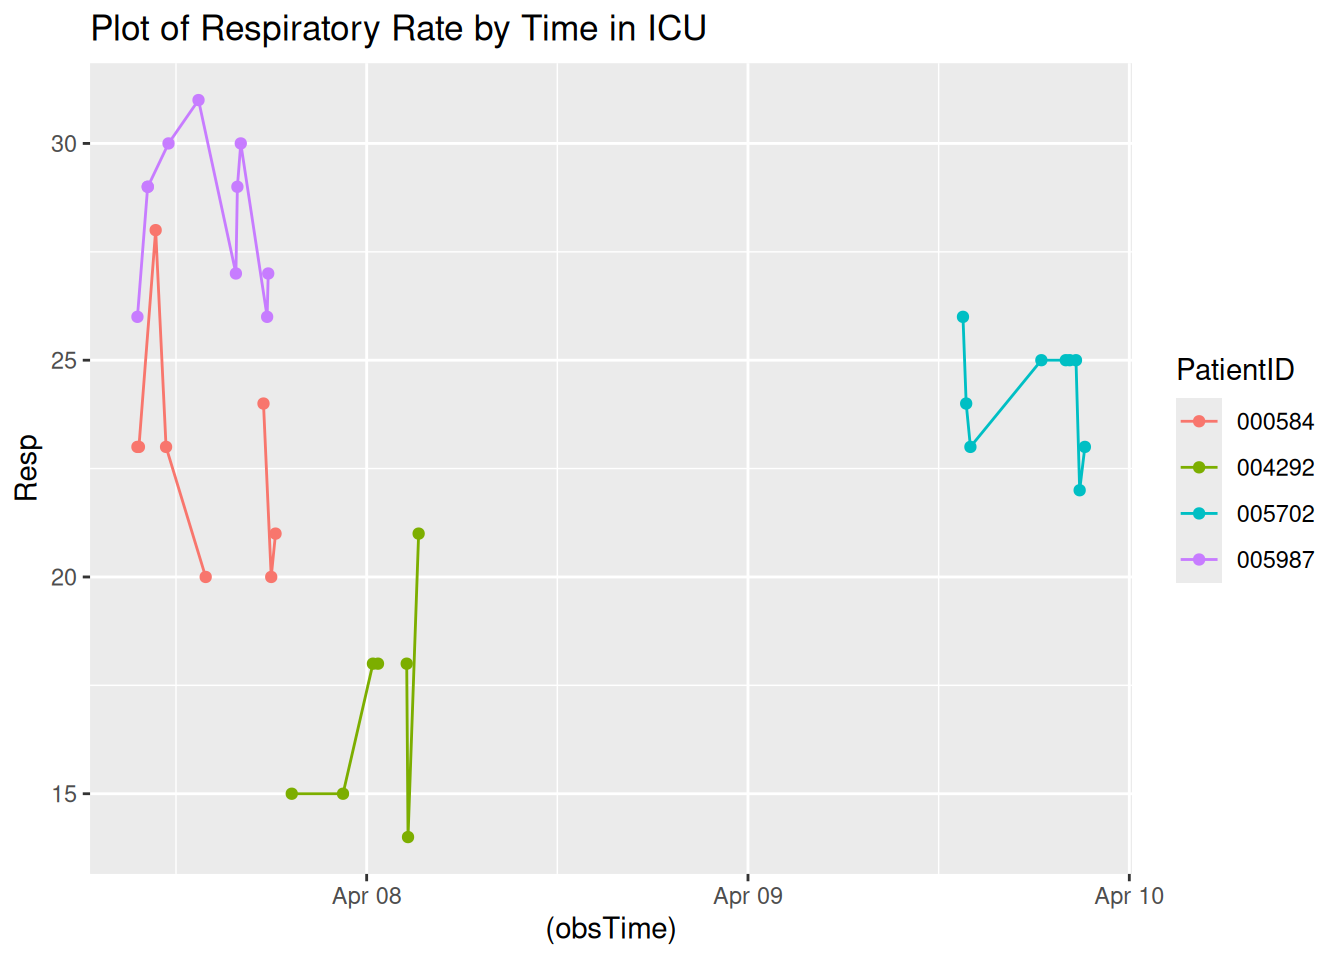 Plot of Respiratory Rate by Time in ICU
30
25
20
15
Resp
Apr 08
Apr 09
Apr 10
(obsTime)
PatientID
000584
004292
005702
005987